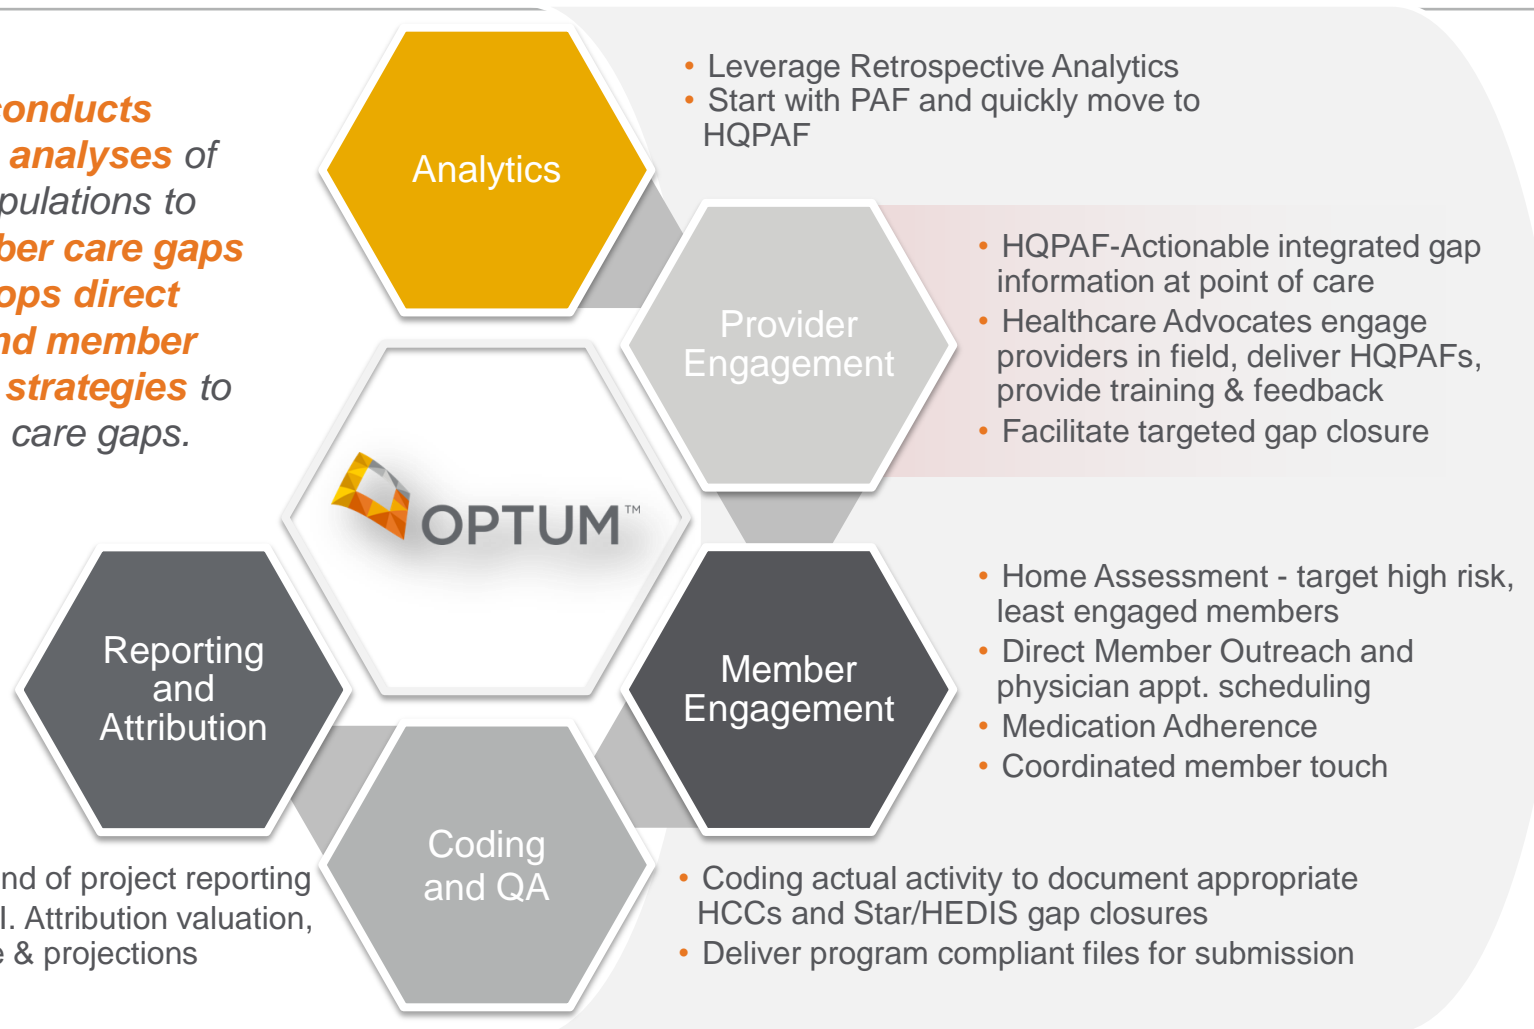 conducts
analyses of
pulations to
ber care gaps
ops direct
nd member
strategies to
care gaps.
Analytics
• Leverage Retrospective Analytics
• Start with PAF and quickly move to
HQPAF
Provider
Engagement
• HQPAF-Actionable integrated gap
information at point of care
• Healthcare Advocates engage
providers in field, deliver HQPAFs,
provide training & feedback
• Facilitate targeted gap closure
OPTUM™
Member
Engagement
• Home Assessment - target high risk,
least engaged members
• Direct Member Outreach and
physician appt. scheduling
• Medication Adherence
• Coordinated member touch
Coding
and QA
• Coding actual activity to document appropriate
HCCs and Star/HEDIS gap closures
• Deliver program compliant files for submission
Reporting
and
Attribution
nd of project reporting
I. Attribution valuation,
e & projections